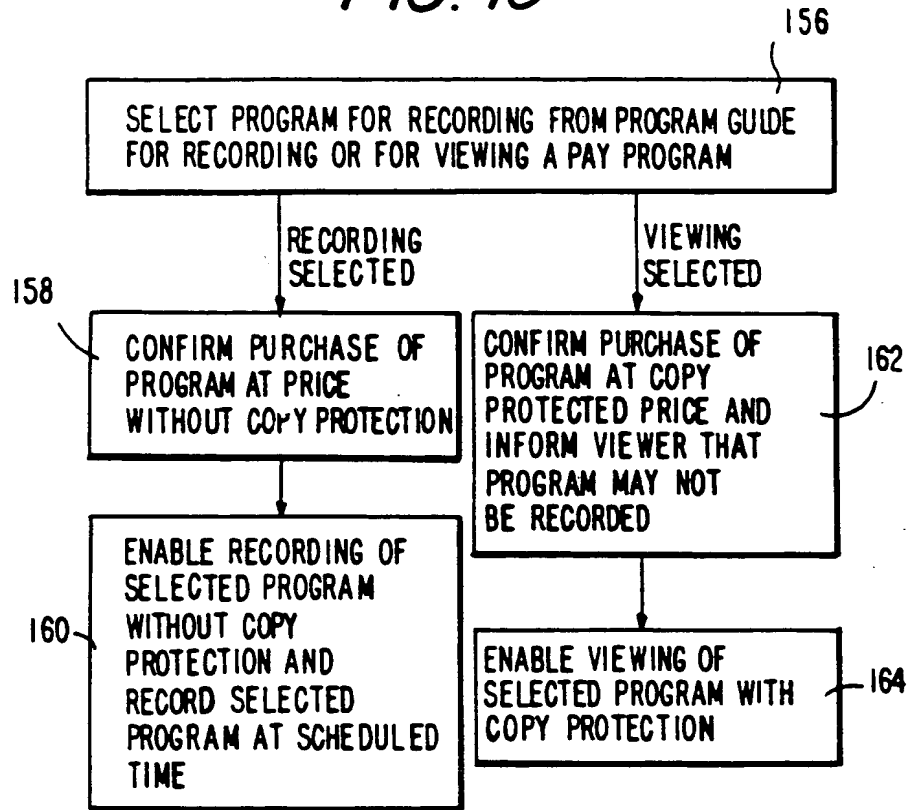 156
SELECT PROGRAM FOR RECORDING FROM PROGRAM GUIDE
FOR RECORDING OR FOR VIEWING A PAY PROGRAM
RECORDING
SELECTED
VIEWING
SELECTED
158
CONFIRM PURCHASE OF
PROGRAM AT PRICE
WITHOUT COPY PROTECTION
CONFIRM PURCHASE OF
PROGRAM AT COPY
PROTECTED PRICE AND
INFORM VIEWER THAT
PROGRAM MAY NOT
BE RECORDED
162
160
ENABLE RECORDING OF
SELECTED PROGRAM
WITHOUT COPY
PROTECTION AND
RECORD SELECTED
PROGRAM AT SCHEDULED
TIME
ENABLE VIEWING OF
SELECTED PROGRAM WITH
COPY PROTECTION
164